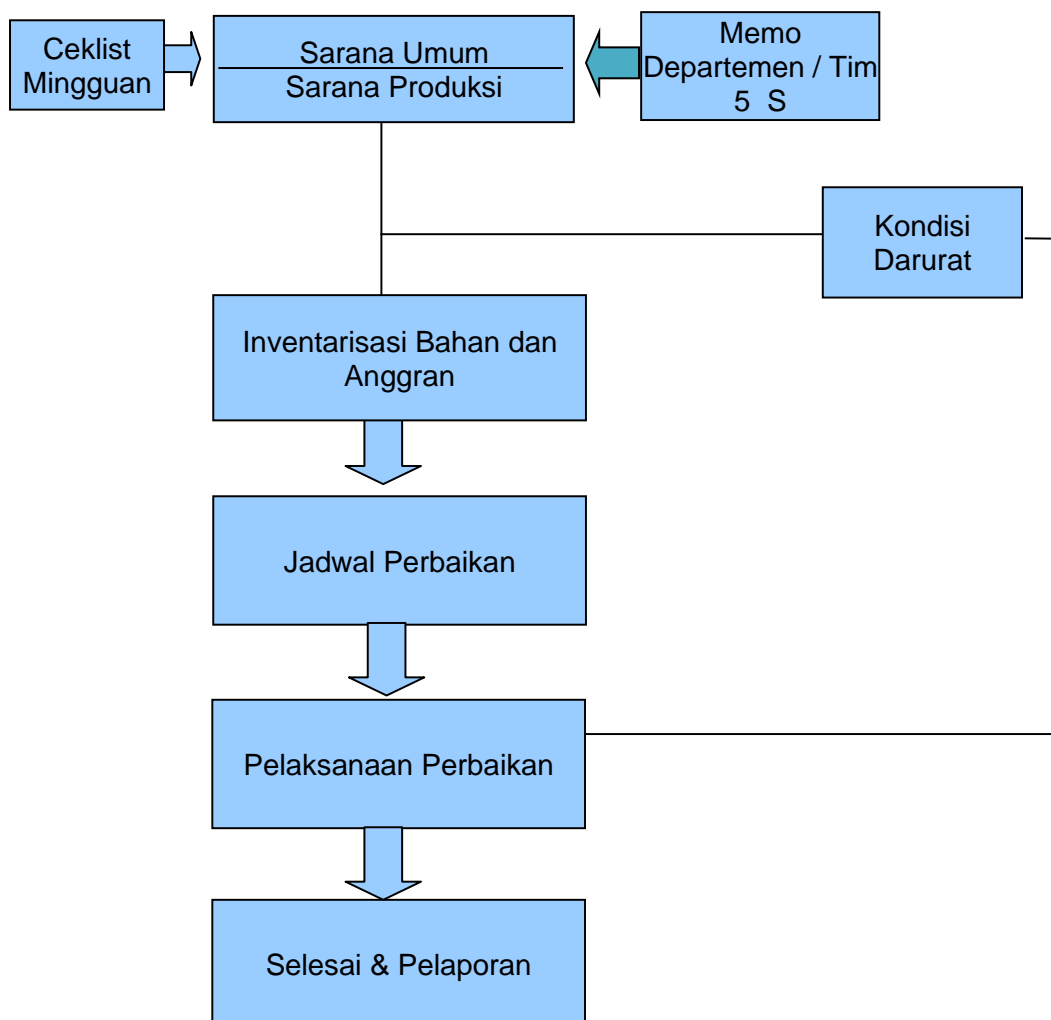 Ceklist
Mingguan
Sarana Umum
Sarana Produksi
Memo
Departemen / Tim
5 S
Kondisi
Darurat
Inventarisasi Bahan dan
Anggran
Jadwal Perbaikan
Pelaksanaan Perbaikan
Selesai & Pelaporan